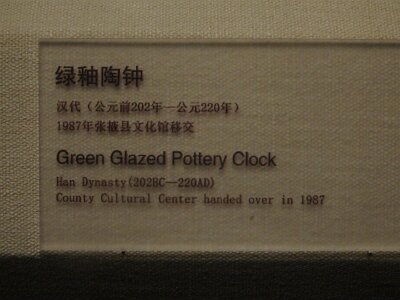 绿釉陶钟
汉代（公元前202年—公元220年）
1987年张掖县文化馆移交
Green Glazed Pottery Clock
Han Dynasty(202BC—220AD)
County Cultural Center handed over in 1987